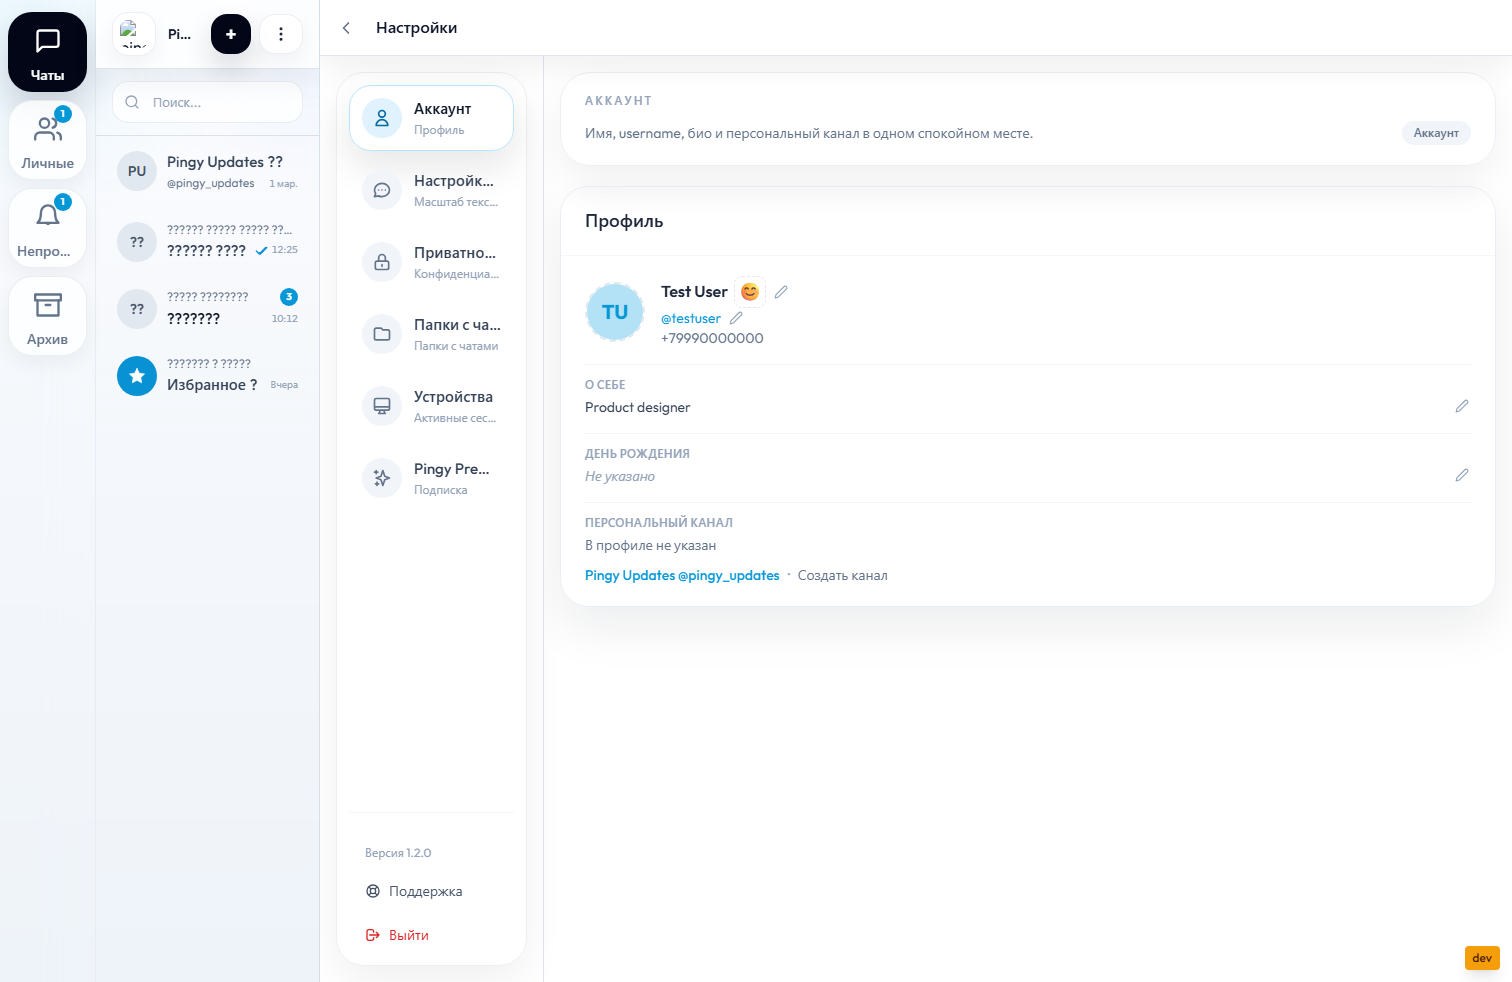 Чаты
1
Личные
1
Непро...
Архив
Pi...
+
Поиск...
PU
Pingy Updates ??
@pingy_updates
1 мар.
??
?????? ????? ????? ??...
?????? ????
12:25
??
????? ????????
3
???????
10:12
??????? ? ?????
Избранное ?
Вчера
Настройки
Аккаунт
Профиль
Настройк...
Масштаб текс...
Приватно...
Конфиденциа...
Папки с ча...
Папки с чатами
Устройства
Активные сес...
Pingy Pre...
Подписка
Версия 1.2.0
Поддержка
Выйти
АККАУНТ
Имя, username, био и персональный канал в одном спокойном месте.
Аккаунт
Профиль
TU
Test User
@testuser
+79990000000
О СЕБЕ
Product designer
ДЕНЬ РОЖДЕНИЯ
Не указано
ПЕРСОНАЛЬНЫЙ КАНАЛ
В профиле не указан
Pingy Updates @pingy_updates · Создать канал
dev